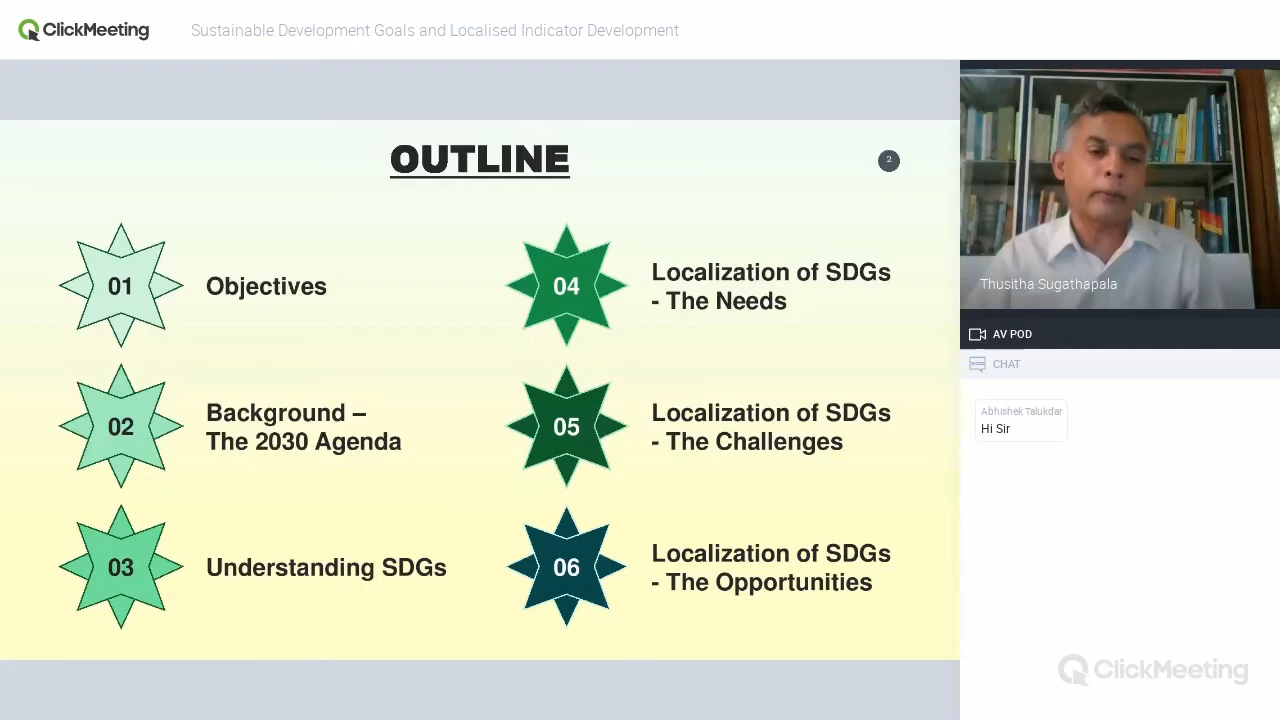 ClickMeeting
Sustainable Development Goals and Localised Indicator Development
OUTLINE
2
01
Objectives
02
Background –
The 2030 Agenda
03
Understanding SDGs
04
Localization of SDGs
- The Needs
05
Localization of SDGs
- The Challenges
06
Localization of SDGs
- The Opportunities
Thusitha Sugathapala
AV POD
CHAT
Abhishek Talukdar
Hi Sir
ClickMeeting